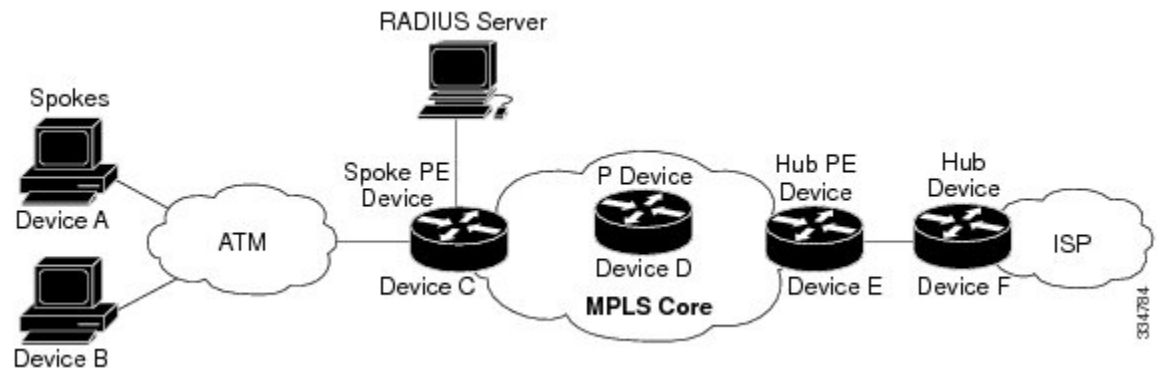 RADIUS Server
Spokes
Device A
Device B
ATM
Spoke PE
Device
Device C
P Device
Device D
MPLS Core
Hub PE
Device
Device E
Hub
Device
Device F
ISP
334784